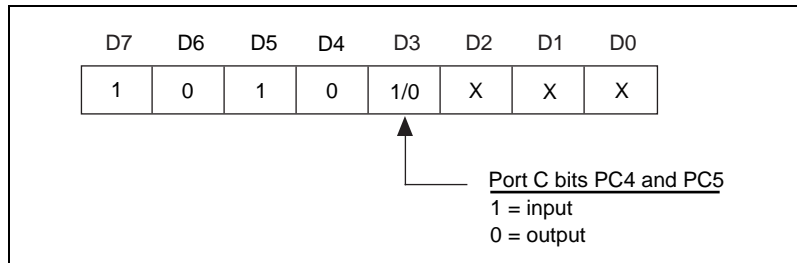 D7 D6 D5 D4 D3 D2 D1 D0
1 0 1 0 1/0 X X X
Port C bits PC4 and PC5
1 = input
0 = output